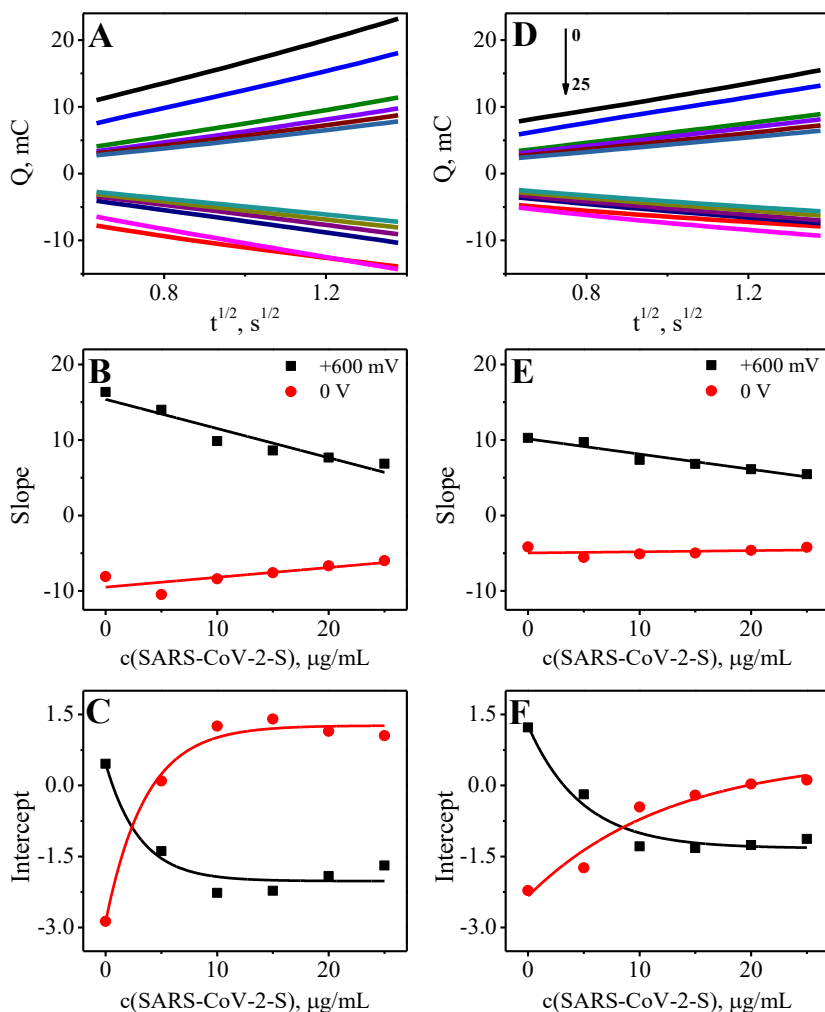 A
20
10
0
-10
Q, mC
0.8
1.2
t^1/2, s^1/2
D
0
25
20
10
0
-10
Q, mC
0.8
1.2
t^1/2, s^1/2
B
+600 mV
0 V
20
10
0
-10
Slope
0
10
20
c(SARS-CoV-2-S), μg/mL
E
+600 mV
0 V
20
10
0
-10
Slope
0
10
20
c(SARS-CoV-2-S), μg/mL
C
1.5
0.0
-1.5
-3.0
Intercept
0
10
20
c(SARS-CoV-2-S), μg/mL
F
1.5
0.0
-1.5
-3.0
Intercept
0
10
20
c(SARS-CoV-2-S), μg/mL